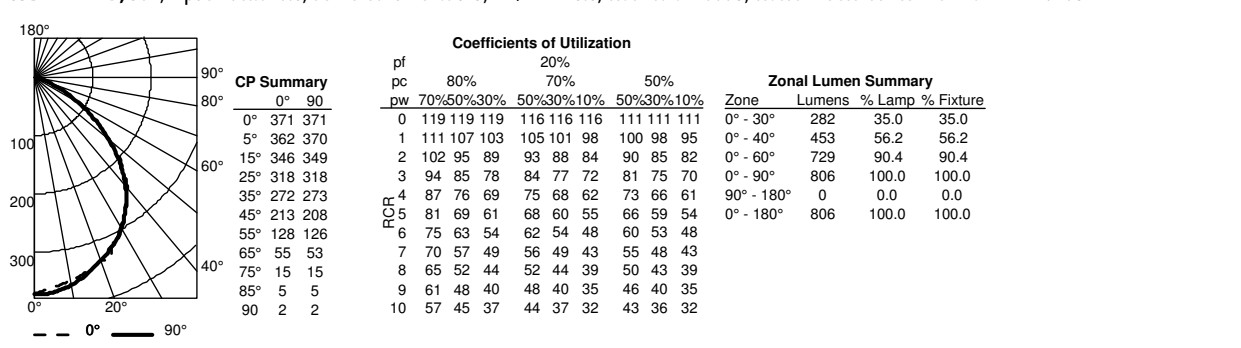 180°
90°
80°
60°
40°
100
200
300
0° 20°
0° 90°
CP Summary
0° 90
0° 371 371
5° 362 370
15° 346 349
25° 318 318
35° 272 273
45° 213 208
55° 128 126
65° 55 53
75° 15 15
85° 5 5
90 2 2
Coefficients of Utilization
pf 20%
pc 80% 70% 50%
pw 70%50%30% 50%30%10% 50%30%10%
RCR
0 119 119 119 116 116 116 111 111 111
1 111 107 103 105 101 98 100 98 95
2 102 95 89 93 88 84 90 85 82
3 94 85 78 84 77 72 81 75 70
4 87 76 69 75 68 62 73 66 61
5 81 69 61 68 60 55 66 59 54
6 75 63 54 62 54 48 60 53 48
7 70 57 49 56 49 43 55 48 43
8 65 52 44 52 44 39 50 43 39
9 61 48 40 48 40 35 46 40 35
10 57 45 37 44 37 32 43 36 32
Zonal Lumen Summary
Zone Lumens % Lamp % Fixture
0° - 30° 282 35.0 35.0
0° - 40° 453 56.2 56.2
0° - 60° 729 90.4 90.4
0° - 90° 806 100.0 100.0
90° - 180° 0 0.0 0.0
0° - 180° 806 100.0 100.0